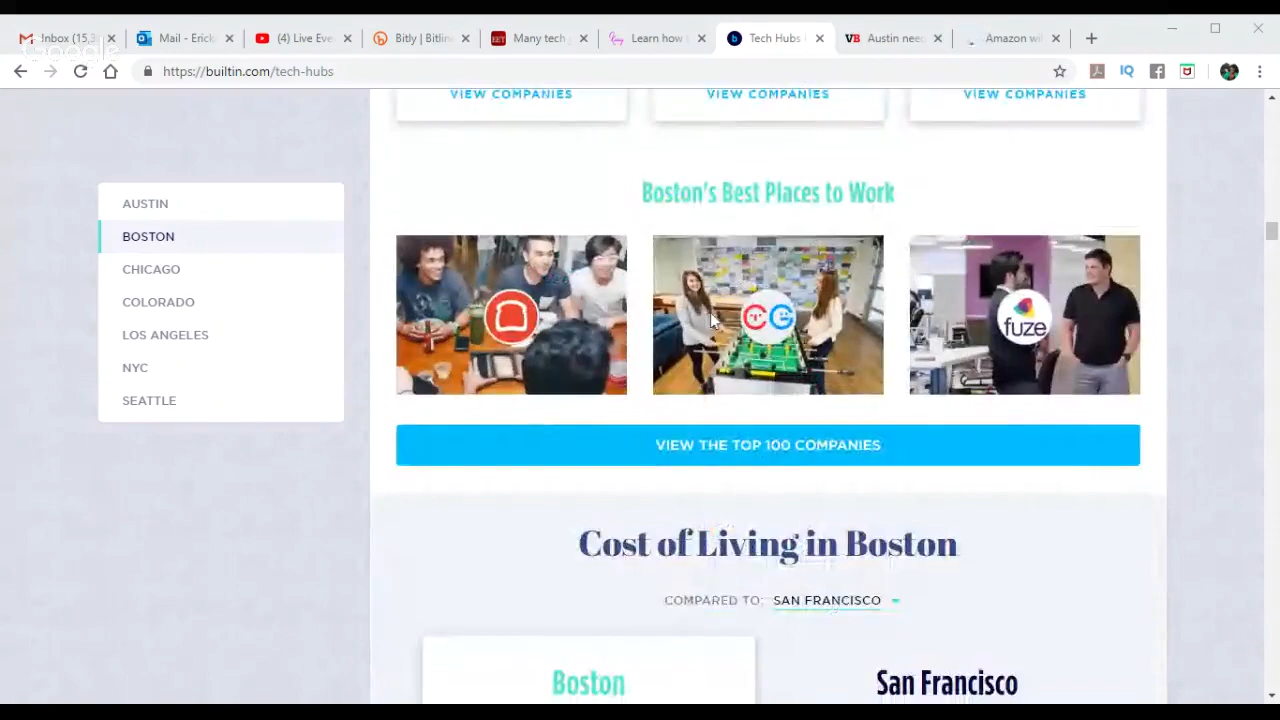 Inbox (15,3
Mail - Erick
(4) Live Eve
Bitly | Bitlin
Many tech
Learn how t
Tech Hubs
Austin nee
Amazon wi
Google
https://builtin.com/tech-hubs
VIEW COMPANIES
VIEW COMPANIES
VIEW COMPANIES
AUSTIN
BOSTON
CHICAGO
COLORADO
LOS ANGELES
NYC
SEATTLE
Boston's Best Places to Work
CG
fuze
VIEW THE TOP 100 COMPANIES
Cost of Living in Boston
COMPARED TO: SAN FRANCISCO
Boston
San Francisco